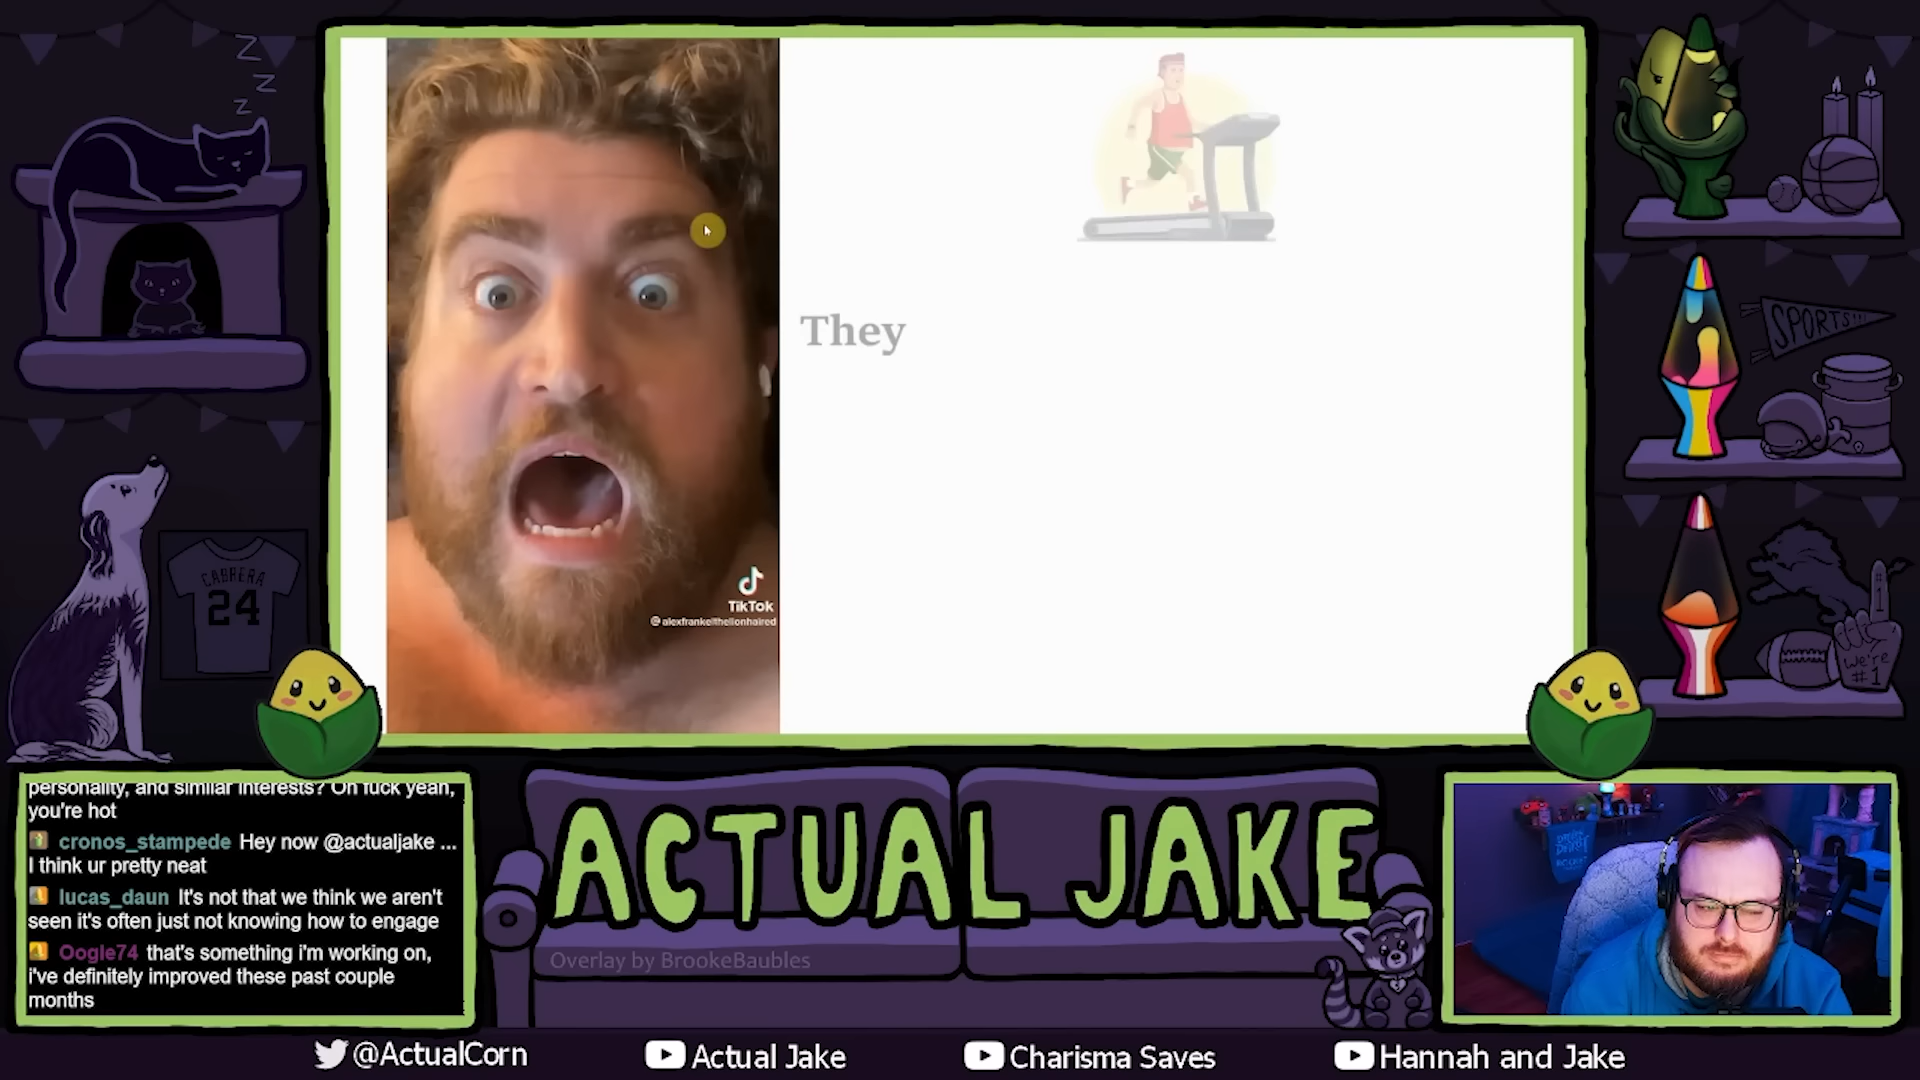 Z
Z
Z
They
TikTok
@alexfrankelthelionhaired
SPORTS!!!
CABRERA
24
#1
We're
#1
personality, and similar interests? Oh fuck yeah,
you're hot
cronos_stampede Hey now @actualjake ...
I think ur pretty neat
lucas_daun It's not that we think we aren't
seen it's often just not knowing how to engage
Oogle74 that's something i'm working on,
i've definitely improved these past couple
months
ACTUAL JAKE
Overlay by BrookeBaubles
@ActualCorn
Actual Jake
Charisma Saves
Hannah and Jake